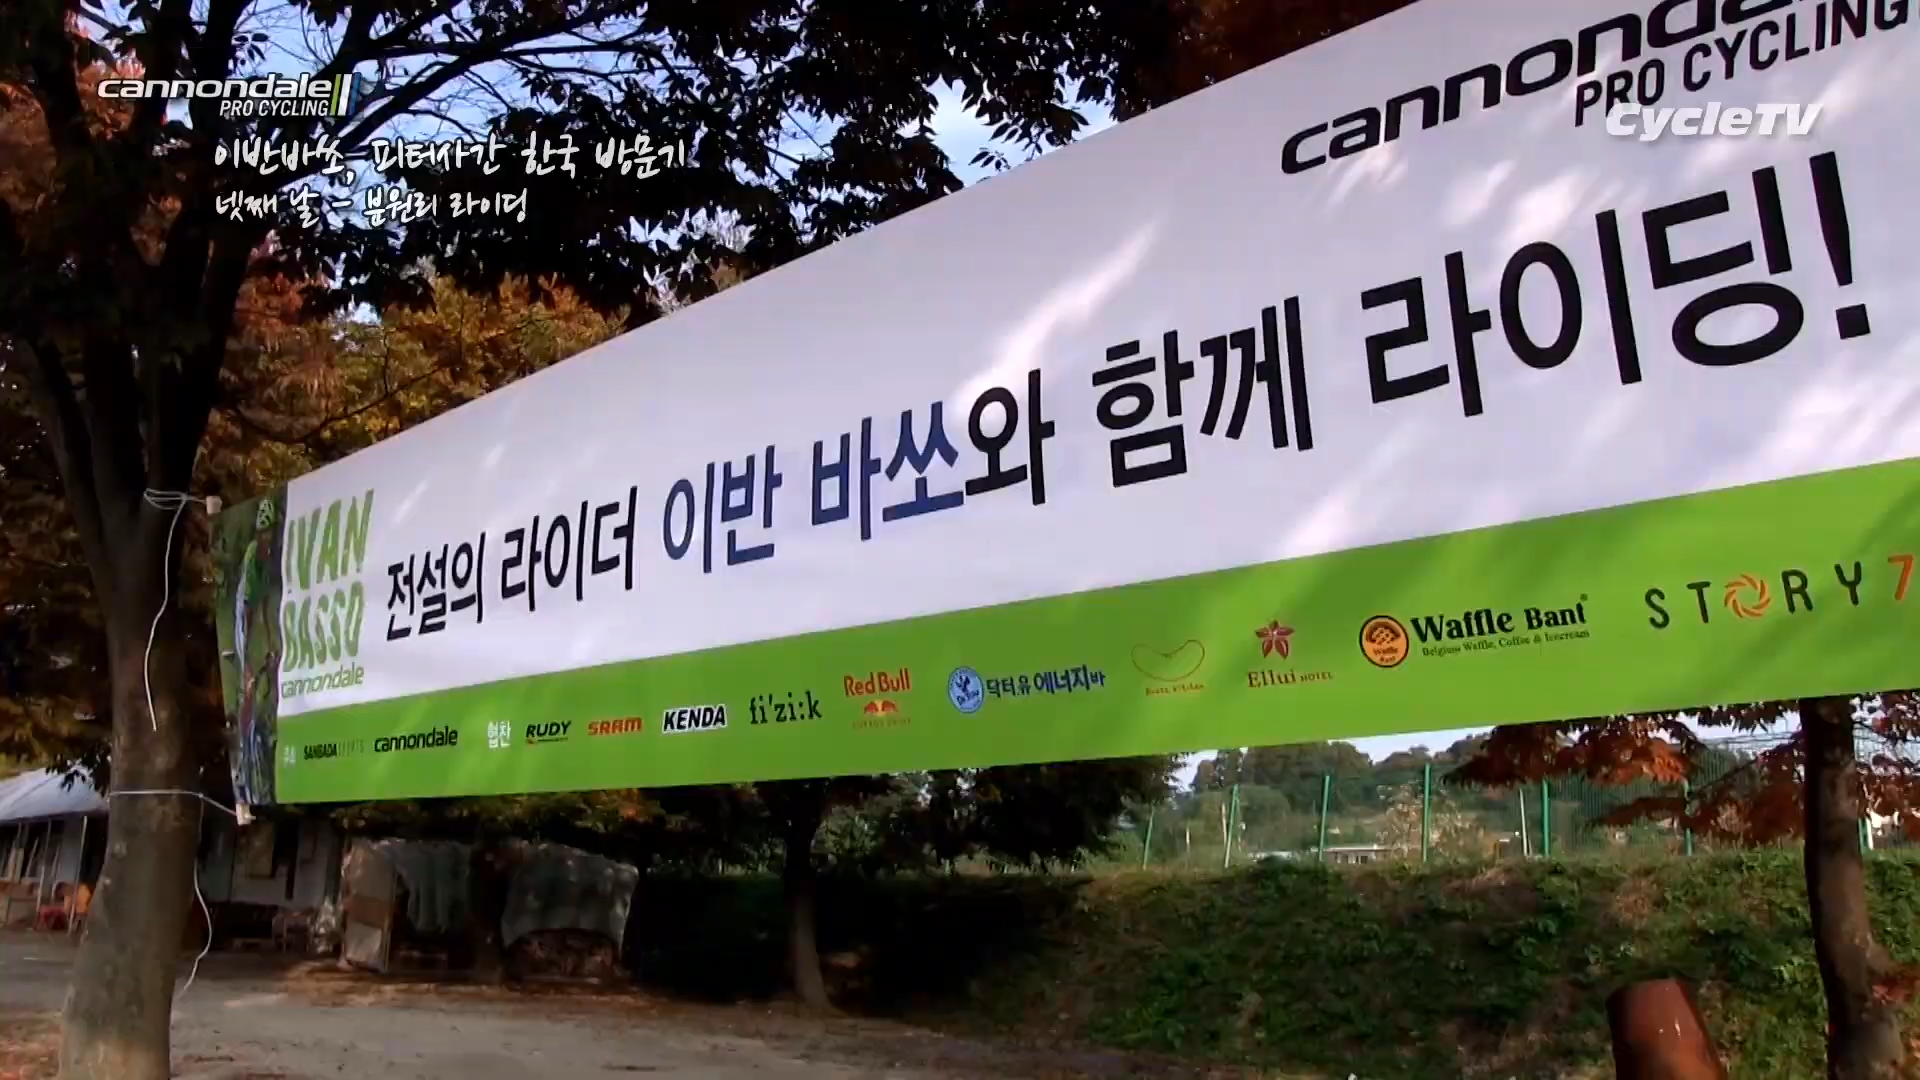 cannondale
PRO CYCLING
이반바쏘, 피터사간 한국 방문기
넷째 날 - 분원리 라이딩
CycleTV
cannondale
PRO CYCLING
IVAN
BASSO
cannondale
전설의 라이더 이반 바쏘와 함께 라이딩!
SANBADA SPORTS cannondale 협찬 RUDY SRAM KENDA fi'zi:k Red Bull 닥터유 에너지바 Ellui HOTEL Waffle Bant STORY 7
Belgium Waffle, Coffee & Icecream